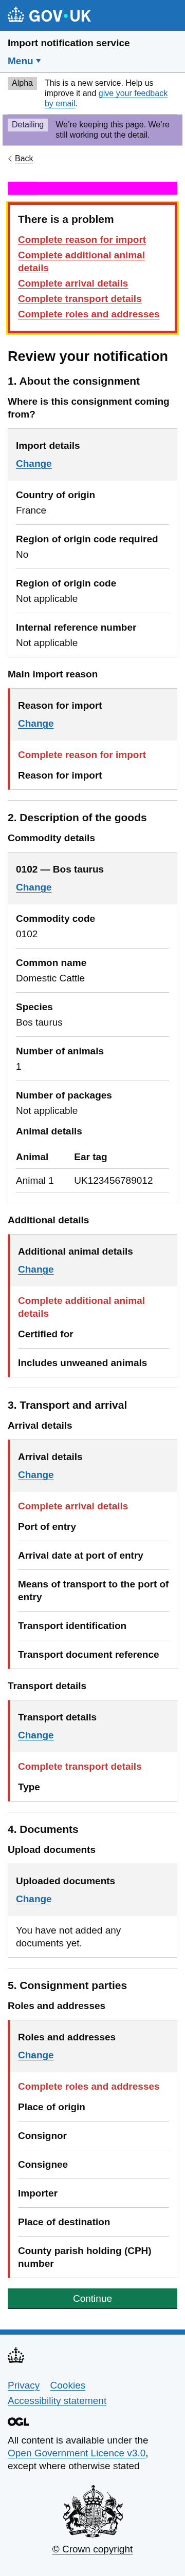 GOV·UK
Import notification service
Menu
Alpha
This is a new service. Help us
improve it and give your feedback
by email.
Detailing
We're keeping this page. We're
still working out the detail.
Back
There is a problem
Complete reason for import
Complete additional animal
details
Complete arrival details
Complete transport details
Complete roles and addresses
Review your notification
1. About the consignment
Where is this consignment coming
from?
Import details
Change
Country of origin
France
Region of origin code required
No
Region of origin code
Not applicable
Internal reference number
Not applicable
Main import reason
Reason for import
Change
Complete reason for import
Reason for import
2. Description of the goods
Commodity details
0102 — Bos taurus
Change
Commodity code
0102
Common name
Domestic Cattle
Species
Bos taurus
Number of animals
1
Number of packages
Not applicable
Animal details
Animal Ear tag
Animal 1 UK123456789012
Additional details
Additional animal details
Change
Complete additional animal
details
Certified for
Includes unweaned animals
3. Transport and arrival
Arrival details
Arrival details
Change
Complete arrival details
Port of entry
Arrival date at port of entry
Means of transport to the port of
entry
Transport identification
Transport document reference
Transport details
Transport details
Change
Complete transport details
Type
4. Documents
Upload documents
Uploaded documents
Change
You have not added any
documents yet.
5. Consignment parties
Roles and addresses
Roles and addresses
Change
Complete roles and addresses
Place of origin
Consignor
Consignee
Importer
Place of destination
County parish holding (CPH)
number
Continue
Privacy Cookies
Accessibility statement
OGL
All content is available under the
Open Government Licence v3.0,
except where otherwise stated
© Crown copyright